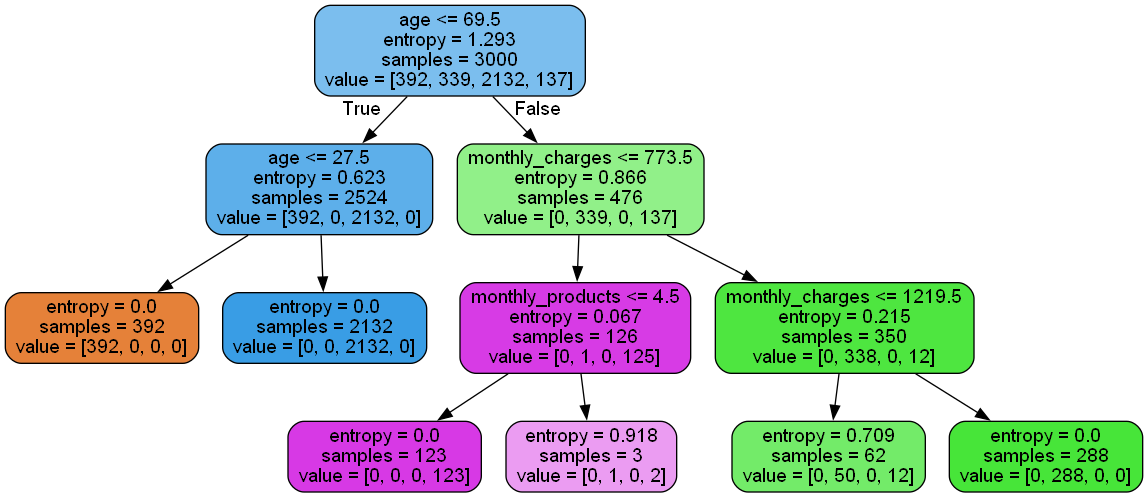 age <= 69.5
entropy = 1.293
samples = 3000
value = [392, 339, 2132, 137]
True
False
age <= 27.5
entropy = 0.623
samples = 2524
value = [392, 0, 2132, 0]
monthly_charges <= 773.5
entropy = 0.866
samples = 476
value = [0, 339, 0, 137]
entropy = 0.0
samples = 392
value = [392, 0, 0, 0]
entropy = 0.0
samples = 2132
value = [0, 0, 2132, 0]
monthly_products <= 4.5
entropy = 0.067
samples = 126
value = [0, 1, 0, 125]
monthly_charges <= 1219.5
entropy = 0.215
samples = 350
value = [0, 338, 0, 12]
entropy = 0.0
samples = 123
value = [0, 0, 0, 123]
entropy = 0.918
samples = 3
value = [0, 1, 0, 2]
entropy = 0.709
samples = 62
value = [0, 50, 0, 12]
entropy = 0.0
samples = 288
value = [0, 288, 0, 0]